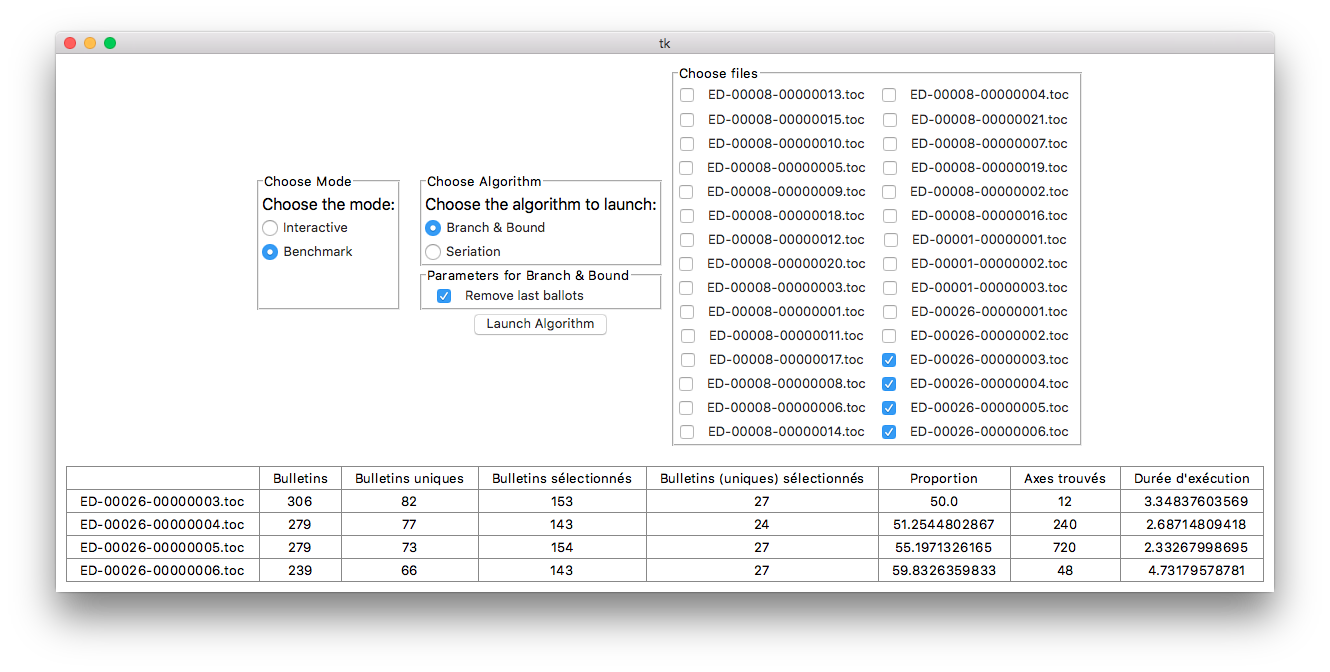 tk
Choose Mode
Choose the mode:
Interactive
Benchmark
Choose Algorithm
Choose the algorithm to launch:
Branch & Bound
Seriation
Parameters for Branch & Bound
Remove last ballots
Launch Algorithm
Choose files
ED-00008-00000013.toc ED-00008-00000004.toc
ED-00008-00000015.toc ED-00008-00000021.toc
ED-00008-00000010.toc ED-00008-00000007.toc
ED-00008-00000005.toc ED-00008-00000019.toc
ED-00008-00000009.toc ED-00008-00000002.toc
ED-00008-00000018.toc ED-00008-00000016.toc
ED-00008-00000012.toc ED-00001-00000001.toc
ED-00008-00000020.toc ED-00001-00000002.toc
ED-00008-00000003.toc ED-00001-00000003.toc
ED-00008-00000001.toc ED-00026-00000001.toc
ED-00008-00000011.toc ED-00026-00000002.toc
ED-00008-00000017.toc ED-00026-00000003.toc
ED-00008-00000008.toc ED-00026-00000004.toc
ED-00008-00000006.toc ED-00026-00000005.toc
ED-00008-00000014.toc ED-00026-00000006.toc
Bulletins Bulletins uniques Bulletins sélectionnés Bulletins (uniques) sélectionnés Proportion Axes trouvés Durée d'exécution
ED-00026-00000003.toc 306 82 153 27 50.0 12 3.34837603569
ED-00026-00000004.toc 279 77 143 24 51.2544802867 240 2.68714809418
ED-00026-00000005.toc 279 73 154 27 55.1971326165 720 2.33267998695
ED-00026-00000006.toc 239 66 143 27 59.8326359833 48 4.73179578781